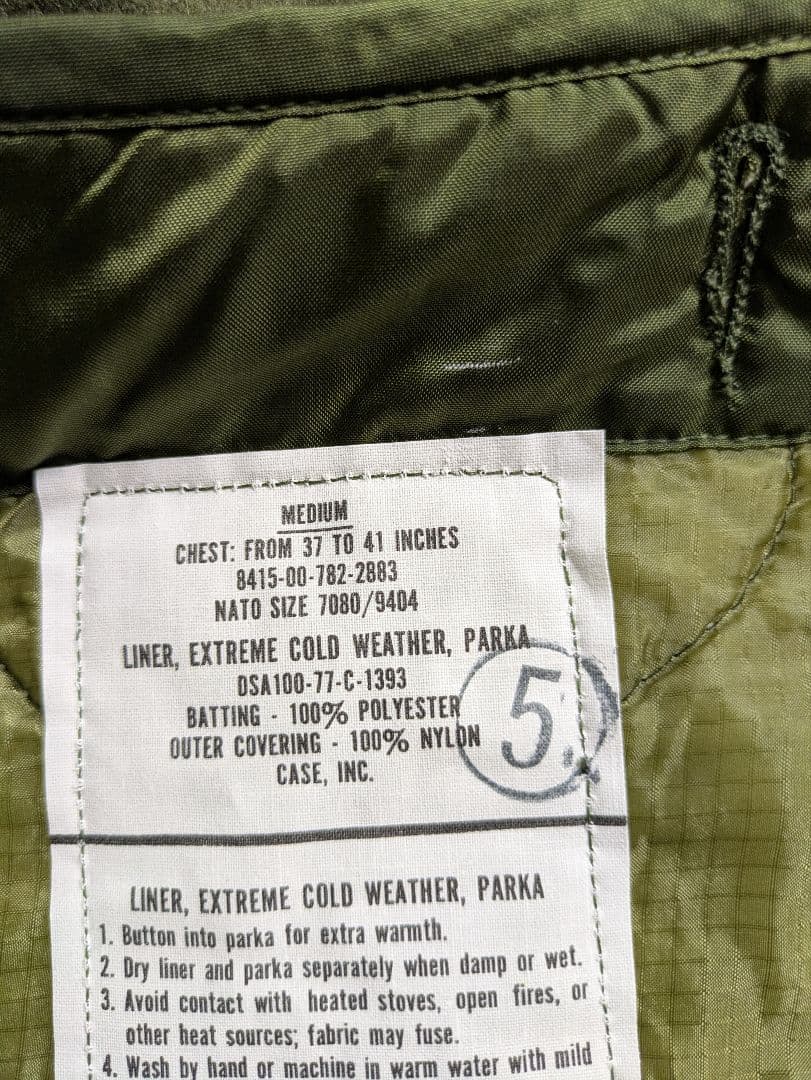 MEDIUM
CHEST: FROM 37 TO 41 INCHES
8415-00-782-2883
NATO SIZE 7080/9404
LINER, EXTREME COLD WEATHER, PARKA
DSA100-77-C-1393
BATTING - 100% POLYESTER
OUTER COVERING - 100% NYLON
CASE, INC.
5.
LINER, EXTREME COLD WEATHER, PARKA
1. Button into parka for extra warmth.
2. Dry liner and parka separately when damp or wet.
3. Avoid contact with heated stoves, open fires, or
other heat sources; fabric may fuse.
4. Wash by hand or machine in warm water with mild